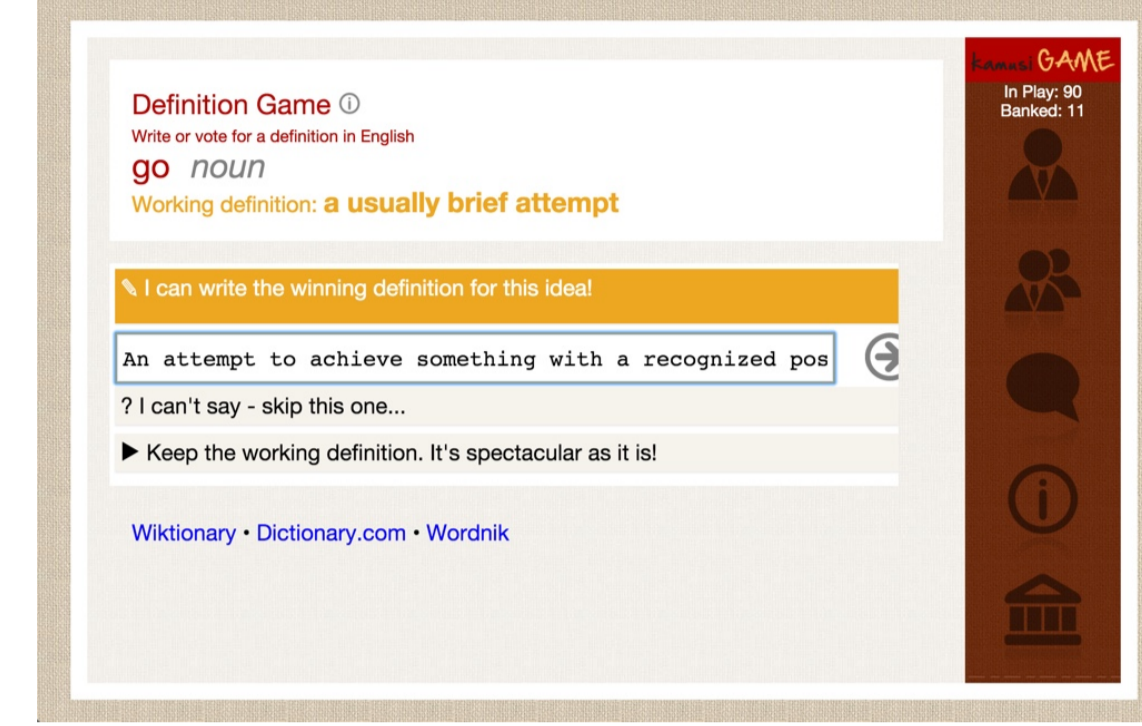 kamusi GAME
In Play: 90
Banked: 11
Definition Game
Write or vote for a definition in English
go noun
Working definition: a usually brief attempt
I can write the winning definition for this idea!
An attempt to achieve something with a recognized pos
? I can't say - skip this one...
Keep the working definition. It's spectacular as it is!
Wiktionary • Dictionary.com • Wordnik